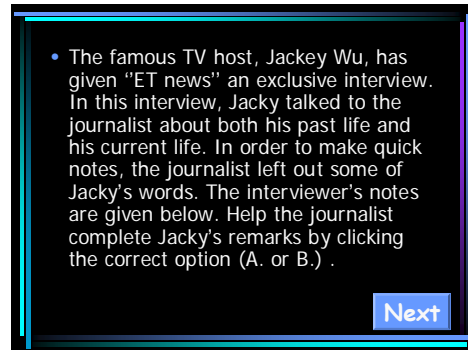 • The famous TV host, Jackey Wu, has
given ‘’ET news’’ an exclusive interview.
In this interview, Jacky talked to the
journalist about both his past life and
his current life. In order to make quick
notes, the journalist left out some of
Jacky’s words. The interviewer’s notes
are given below. Help the journalist
complete Jacky’s remarks by clicking
the correct option (A. or B.) .
Next